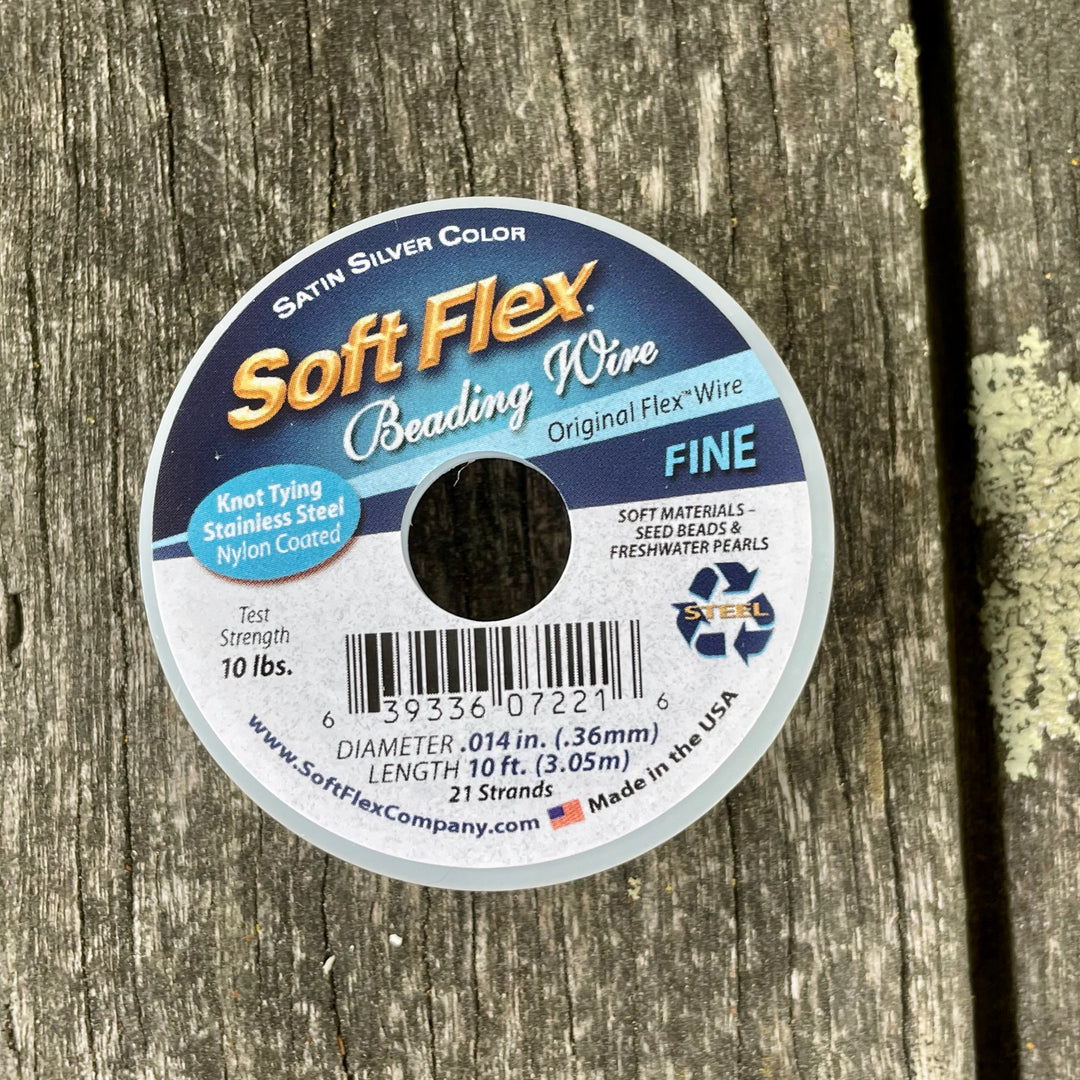 SATIN SILVER COLOR
Soft Flex®
Beading Wire
Original Flex™ Wire
FINE
Knot Tying
Stainless Steel
Nylon Coated
SOFT MATERIALS –
SEED BEADS &
FRESHWATER PEARLS
STEEL
Test
Strength
10 lbs.
6 39336 07221 6
DIAMETER .014 in. (.36mm)
LENGTH 10 ft. (3.05m)
21 Strands
www.SoftFlexCompany.com
Made in the USA